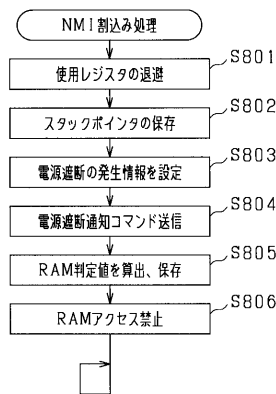 NMI割込み処理
S801
使用レジスタの退避
S802
スタックポインタの保存
S803
電源遮断の発生情報を設定
S804
電源遮断通知コマンド送信
S805
RAM判定値を算出、保存
S806
RAMアクセス禁止